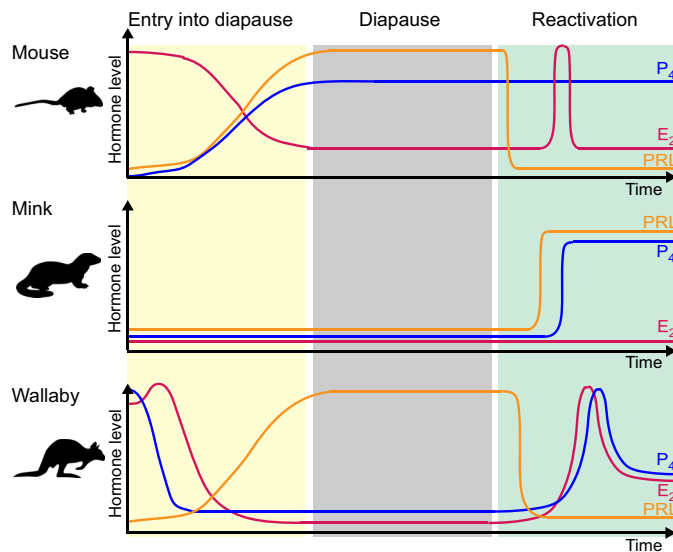 Entry into diapause Diapause Reactivation
Mouse
Hormone level
P4
E2
PRL
Time
Mink
Hormone level
PRL
P4
E2
Time
Wallaby
Hormone level
P4
E2
PRL
Time